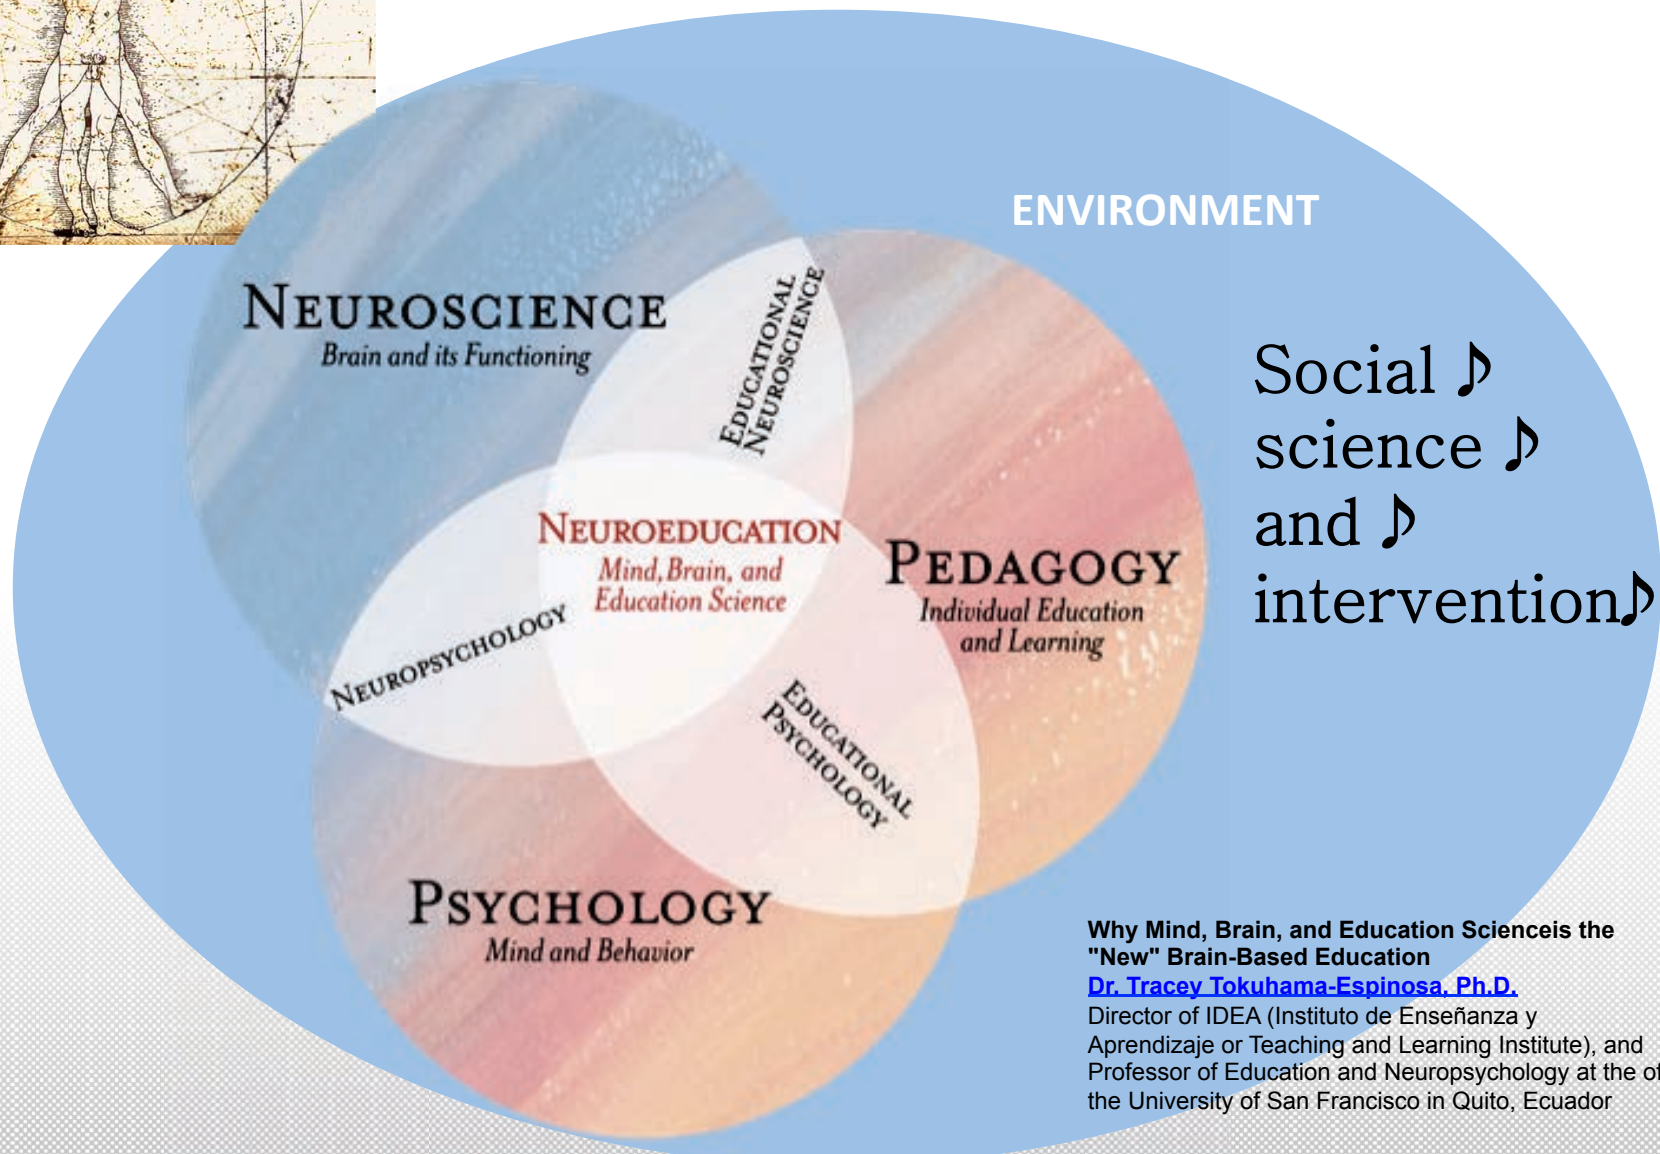 ENVIRONMENT
NEUROSCIENCE
Brain and its Functioning
EDUCATIONAL
NEUROSCIENCE
Social ♪
science ♪
and ♪
intervention♪
NEUROEDUCATION
Mind, Brain, and
Education Science
PEDAGOGY
Individual Education
and Learning
NEUROPSYCHOLOGY
EDUCATIONAL
PSYCHOLOGY
PSYCHOLOGY
Mind and Behavior
Why Mind, Brain, and Education Scienceis the
"New" Brain-Based Education
Dr. Tracey Tokuhama-Espinosa, Ph.D.
Director of IDEA (Instituto de Enseñanza y
Aprendizaje or Teaching and Learning Institute), and
Professor of Education and Neuropsychology at the of
the University of San Francisco in Quito, Ecuador